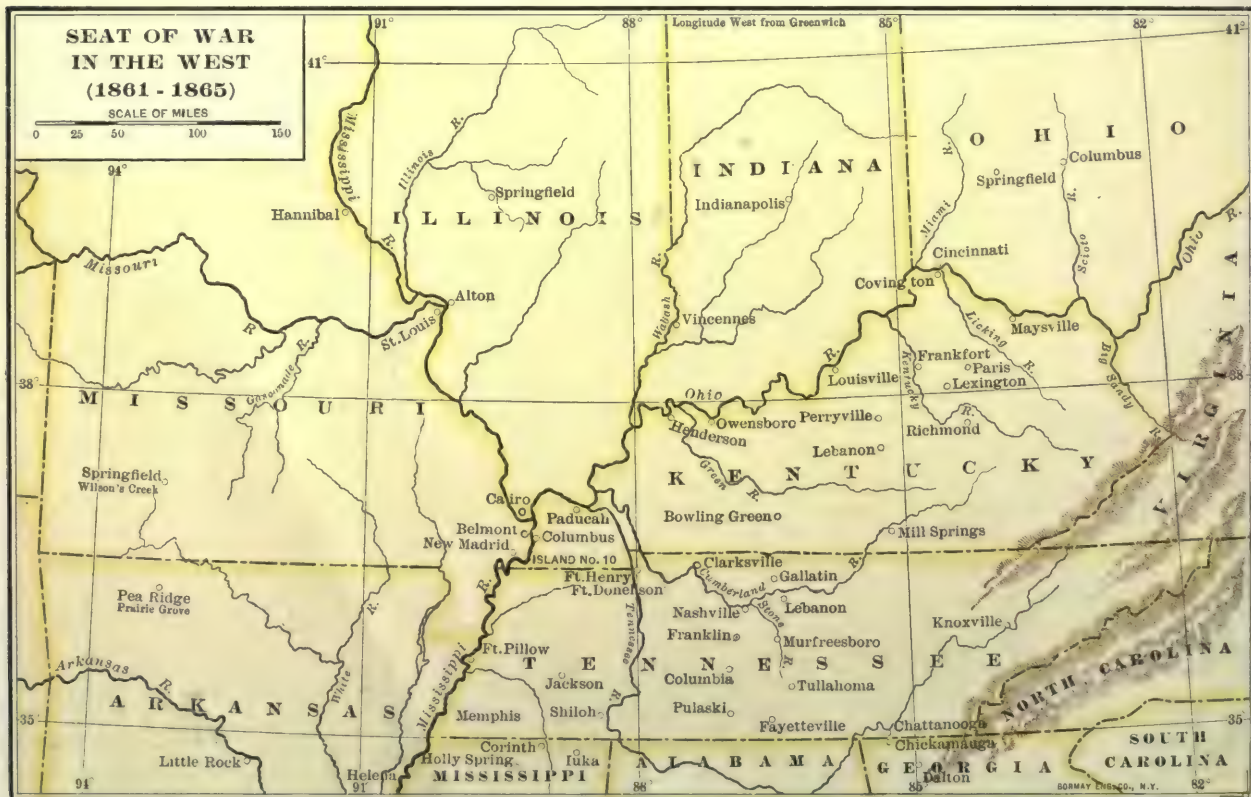 SEAT OF WAR
IN THE WEST
(1861 - 1865)
SCALE OF MILES
0 25 50 100 150
91°
Longitude West from Greenwich
88°
85°
82°
41°
41°
94°
Mississippi
R.
Illinois
R.
Springfield
Hannibal
ILLINOIS
INDIANA
Indianapolis
OHIO
Columbus
Springfield
R.
Miami
R.
Scioto
Ohio
R.
Cincinnati
Covington
Missouri
R
Alton
St. Louis
R.
Wabash
Vincennes
Maysville
Licking
R.
Big
Sandy
R.
Frankfort
Paris
Lexington
Kentucky
R.
Louisville
R.
Ohio
38°
38
Gasconade
R.
MISSOURI
Henderson
Owensboro
Perryville
Richmond
Lebanon
Green
R.
KENTUCKY
VIRGINIA
Springfield
Wilson's Creek
Cairo
Paducah
Bowling Green
Belmont
Columbus
Mill Springs
New Madrid
ISLAND No. 10
Ft. Henry
Ft. Donelson
Clarksville
Cumberland
R.
Gallatin
Lebanon
Nashville
Stone
R.
Pea Ridge
Prairie Grove
R.
White
R.
Mississippi
Tennessee
R
Franklin
Murfreesboro
Knoxville
Ft. Pillow
TENNESSEE
Jackson
Columbia
Tullahoma
NORTH CAROLINA
Arkansas
R.
ARKANSAS
35°
35°
Memphis
Shiloh
Pulaski
Fayetteville
Chattanooga
Corinth
Chickamauga
SOUTH
CAROLINA
Little Rock
Helena
Holly Spring
Iuka
MISSISSIPPI
ALABAMA
GEORGIA
Dalton
94°
91°
88°
85°
82°
BORMAY ENG. CO., N.Y.